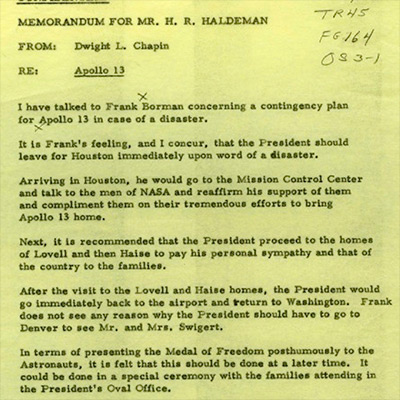 MEMORANDUM FOR MR. H. R. HALDEMAN
TR45
FG164
OS3-1
FROM: Dwight L. Chapin
RE: Apollo 13
I have talked to Frank Borman concerning a contingency plan
for Apollo 13 in case of a disaster.
It is Frank's feeling, and I concur, that the President should
leave for Houston immediately upon word of a disaster.
Arriving in Houston, he would go to the Mission Control Center
and talk to the men of NASA and reaffirm his support of them
and compliment them on their tremendous efforts to bring
Apollo 13 home.
Next, it is recommended that the President proceed to the homes
of Lovell and then Haise to pay his personal sympathy and that of
the country to the families.
After the visit to the Lovell and Haise homes, the President would
go immediately back to the airport and return to Washington. Frank
does not see any reason why the President should have to go to
Denver to see Mr. and Mrs. Swigert.
In terms of presenting the Medal of Freedom posthumously to the
Astronauts, it is felt that this should be done at a later time. It
could be done in a special ceremony with the families attending in
the President's Oval Office.